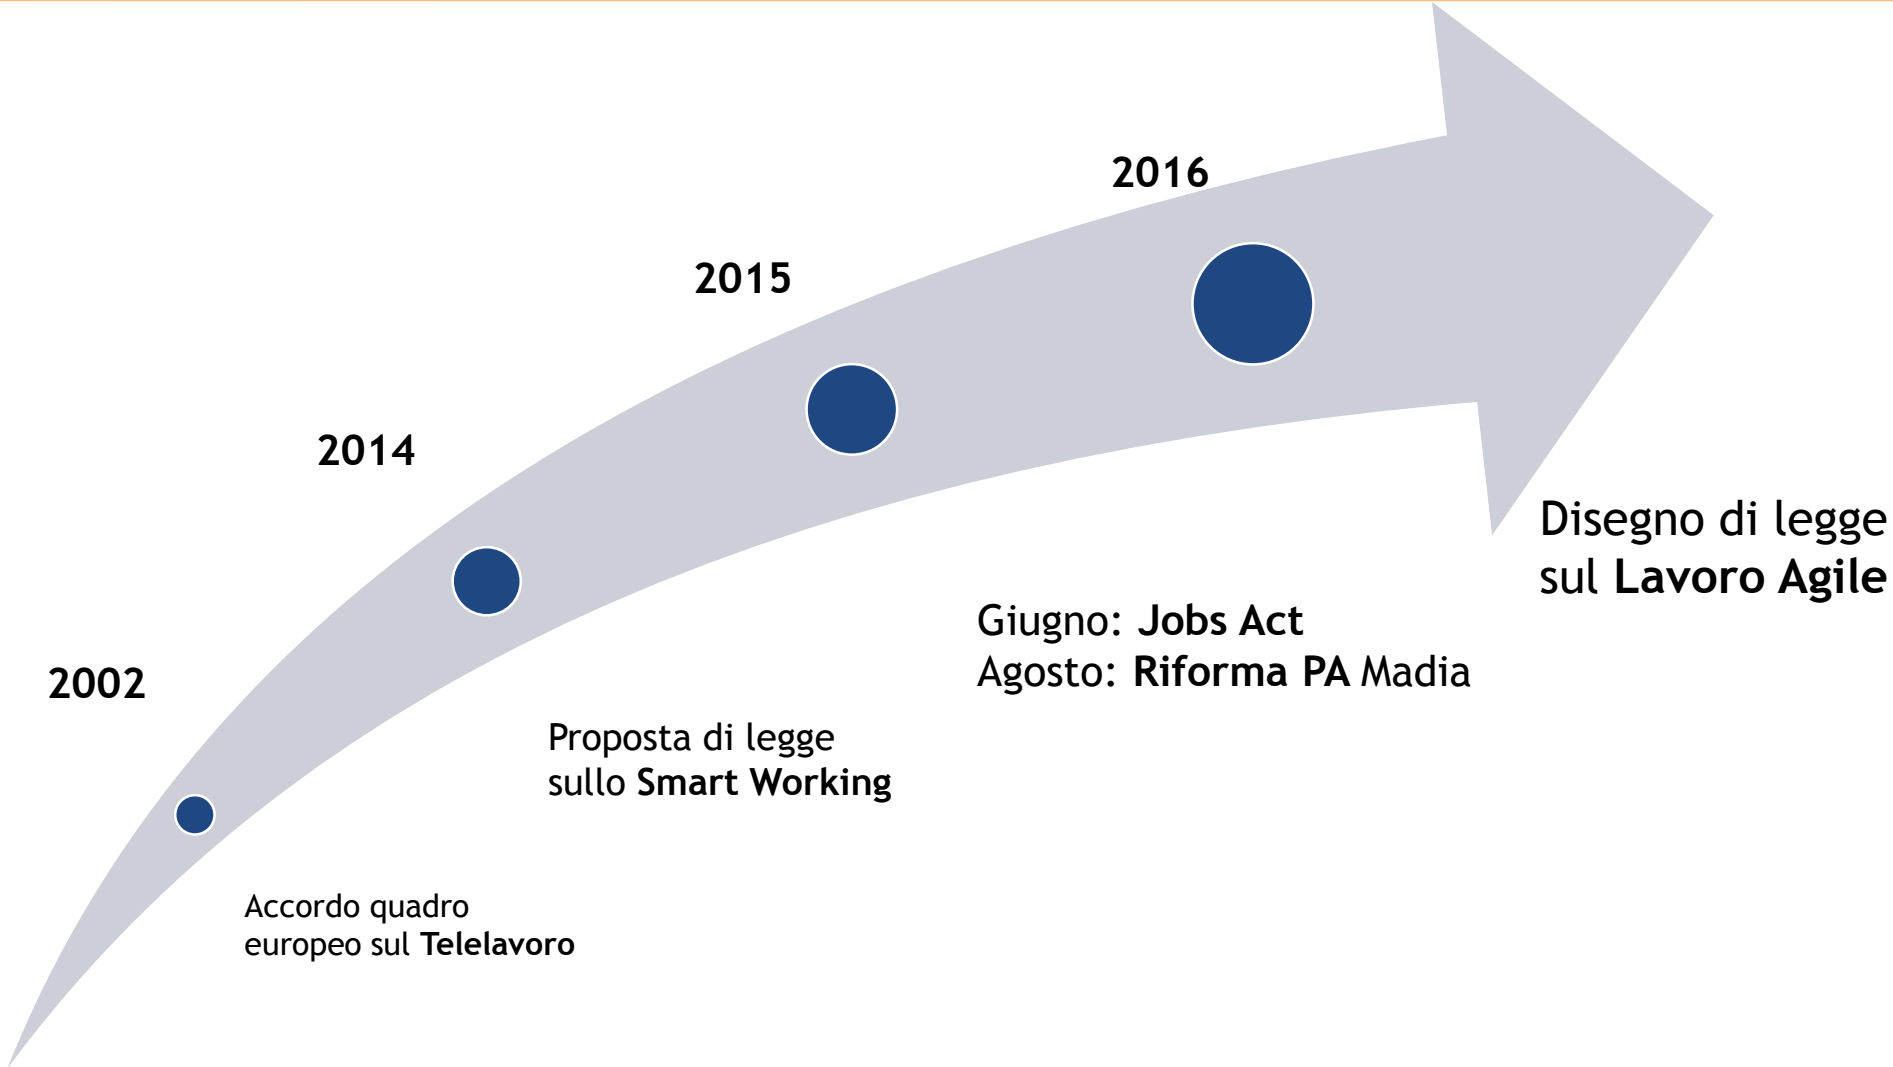 2002
Accordo quadro
europeo sul Telelavoro
2014
Proposta di legge
sullo Smart Working
2015
Giugno: Jobs Act
Agosto: Riforma PA Madia
2016
Disegno di legge
sul Lavoro Agile